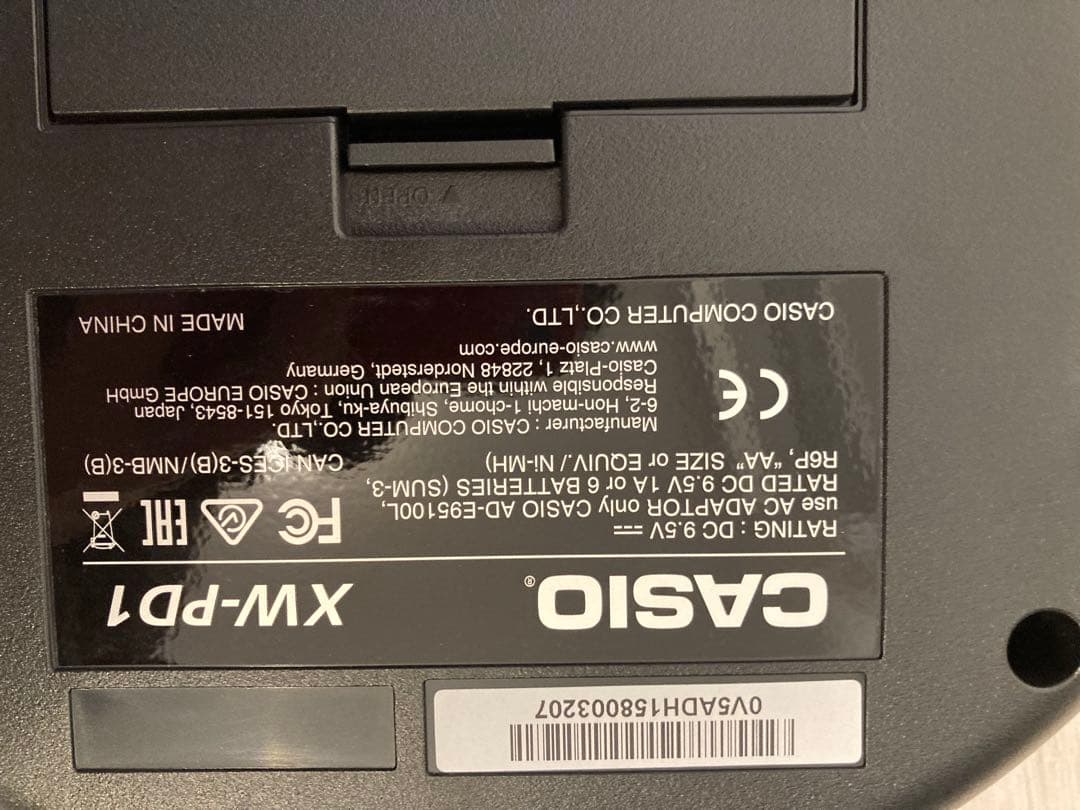 0V5ADH158003207
CASIO® XW-PD1
RATING : DC 9.5V
use AC ADAPTOR only CASIO AD-E95100L,
RATED DC 9.5V 1A or 6 BATTERIES (SUM-3,
R6P, “AA” SIZE or EQUIV./ Ni-MH)
FC
EAC
CAN ICES-3(B)/NMB-3(B)
CE
Manufacturer : CASIO COMPUTER CO.,LTD.
6-2, Hon-machi 1-chome, Shibuya-ku, Tokyo 151-8543, Japan
Responsible within the European Union : CASIO EUROPE GmbH
Casio-Platz 1, 22848 Norderstedt, Germany
www.casio-europe.com
CASIO COMPUTER CO.,LTD.
MADE IN CHINA
OPEN